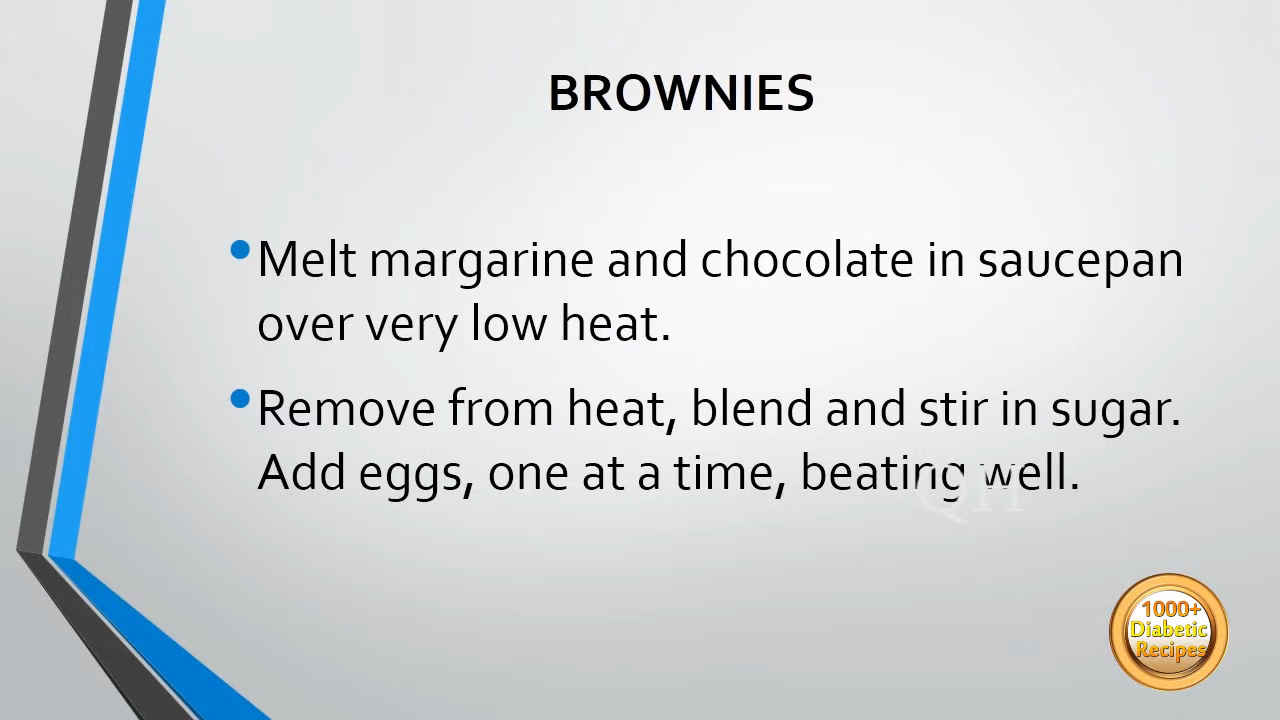 BROWNIES
• Melt margarine and chocolate in saucepan
over very low heat.
• Remove from heat, blend and stir in sugar.
Add eggs, one at a time, beating well.
QH
1000+
Diabetic
Recipes